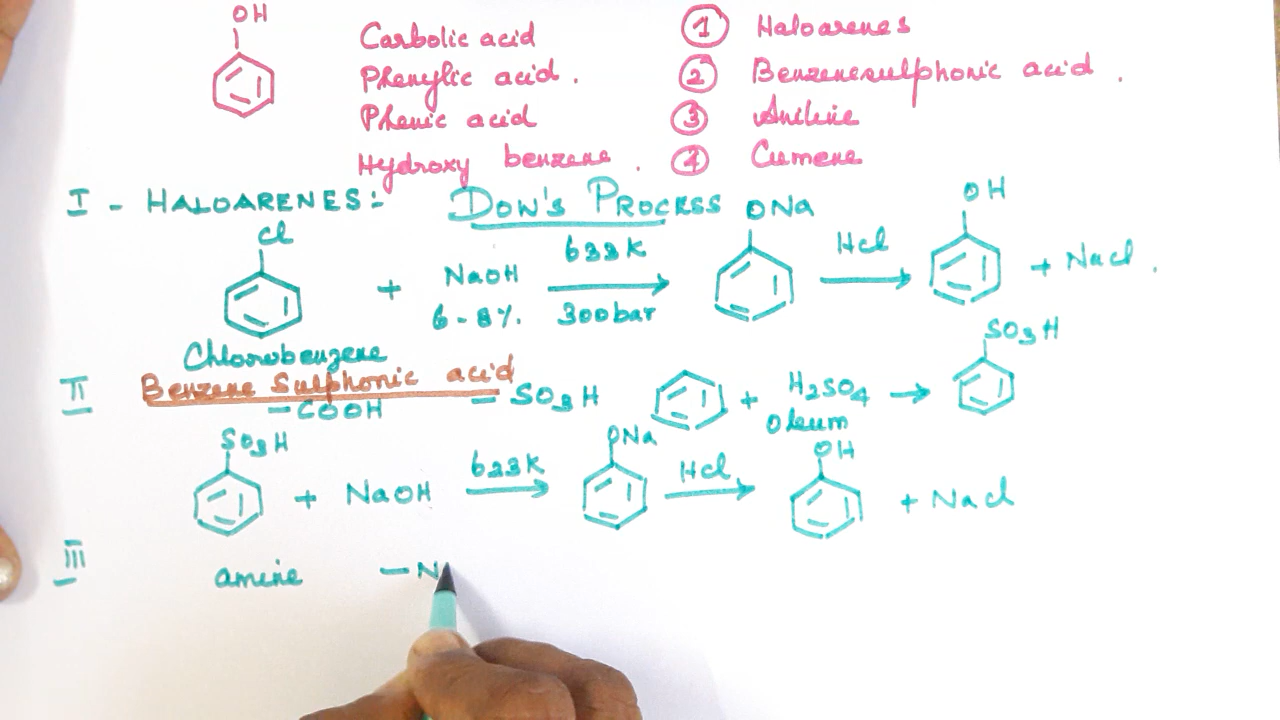 OH
Carbolic acid ① Haloarenes
Phenylic acid. ② Benzenesulphonic acid.
Phenic acid ③ Aniline
Hydroxy benzene. ④ Cumene
I - HALOARENES:- DOW'S PROCESS
Cl + NaOH 6-8% 633K 300bar → ONa HCl → OH + NaCl.
Chlorobenzene
II Benzene Sulphonic acid
-COOH - SO3H + H2SO4 Oleum → SO3H
SO3H + NaOH 623K → ONa HCl → OH + NaCl
III amine - N